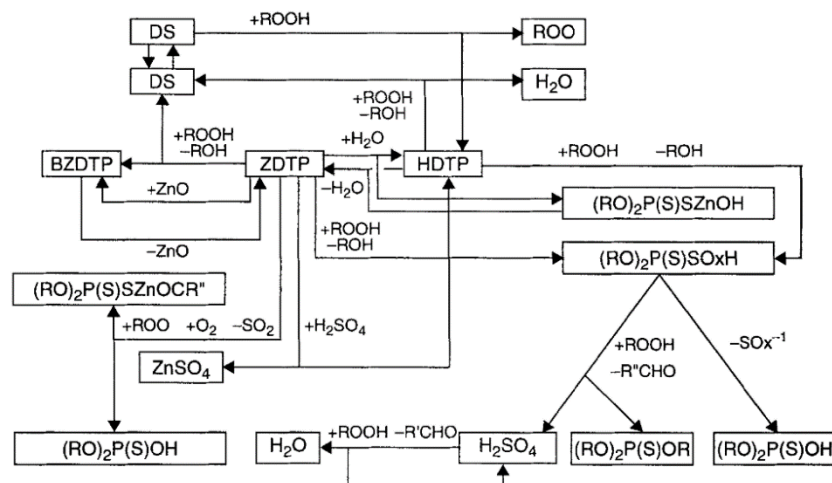 +ROOH
DS
ROO
DS
H₂O
+ROOH
–ROH
+ROOH
–ROH
+H₂O
+ROOH –ROH
BZDTP
ZDTP
HDTP
+ZnO
–H₂O
(RO)₂P(S)SZnOH
–ZnO
+ROOH
–ROH
(RO)₂P(S)SOxH
(RO)₂P(S)SZnOCR"
+ROO +O₂ –SO₂
+H₂SO₄
+ROOH
–R"CHO
–SOx⁻¹
ZnSO₄
+ROOH –R'CHO
(RO)₂P(S)OH
H₂O
H₂SO₄
(RO)₂P(S)OR
(RO)₂P(S)OH